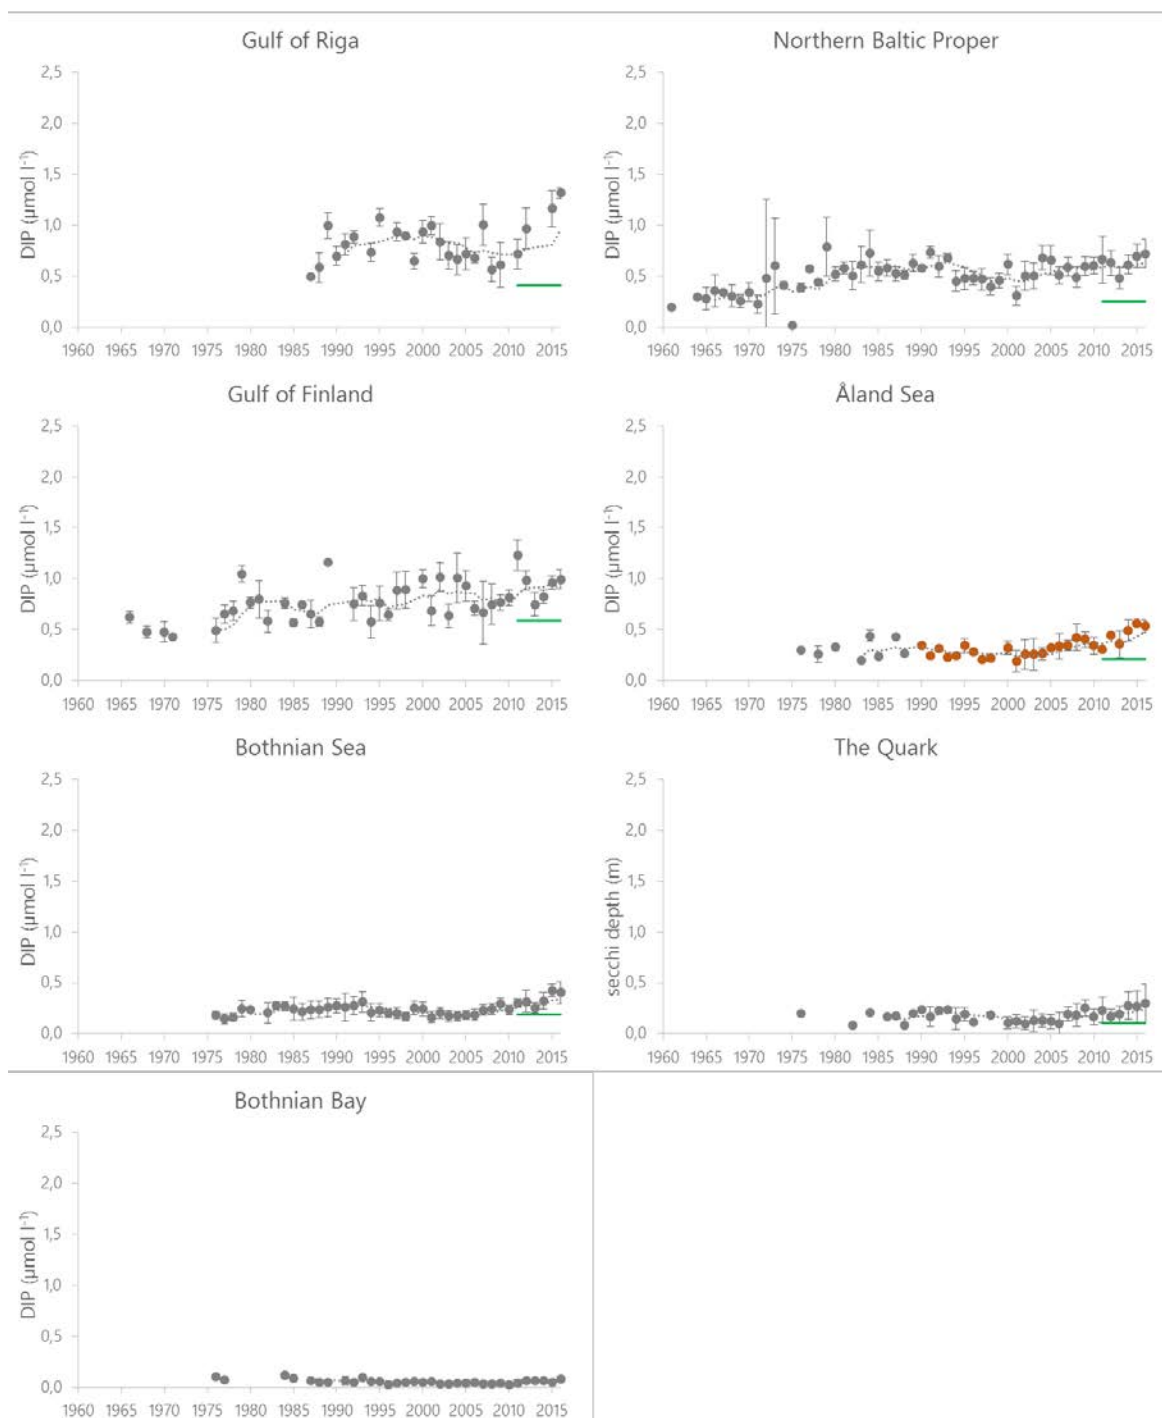 Gulf of Riga
2,5
2,0
1,5
1,0
0,5
0,0
DIP (µmol l⁻¹)
1960 1965 1970 1975 1980 1985 1990 1995 2000 2005 2010 2015
Northern Baltic Proper
2,5
2,0
1,5
1,0
0,5
0,0
DIP (µmol l⁻¹)
1960 1965 1970 1975 1980 1985 1990 1995 2000 2005 2010 2015
Gulf of Finland
2,5
2,0
1,5
1,0
0,5
0,0
DIP (µmol l⁻¹)
1960 1965 1970 1975 1980 1985 1990 1995 2000 2005 2010 2015
Åland Sea
2,5
2,0
1,5
1,0
0,5
0,0
DIP (µmol l⁻¹)
1960 1965 1970 1975 1980 1985 1990 1995 2000 2005 2010 2015
Bothnian Sea
2,5
2,0
1,5
1,0
0,5
0,0
DIP (µmol l⁻¹)
1960 1965 1970 1975 1980 1985 1990 1995 2000 2005 2010 2015
The Quark
2,5
2,0
1,5
1,0
0,5
0,0
secchi depth (m)
1960 1965 1970 1975 1980 1985 1990 1995 2000 2005 2010 2015
Bothnian Bay
2,5
2,0
1,5
1,0
0,5
0,0
DIP (µmol l⁻¹)
1960 1965 1970 1975 1980 1985 1990 1995 2000 2005 2010 2015